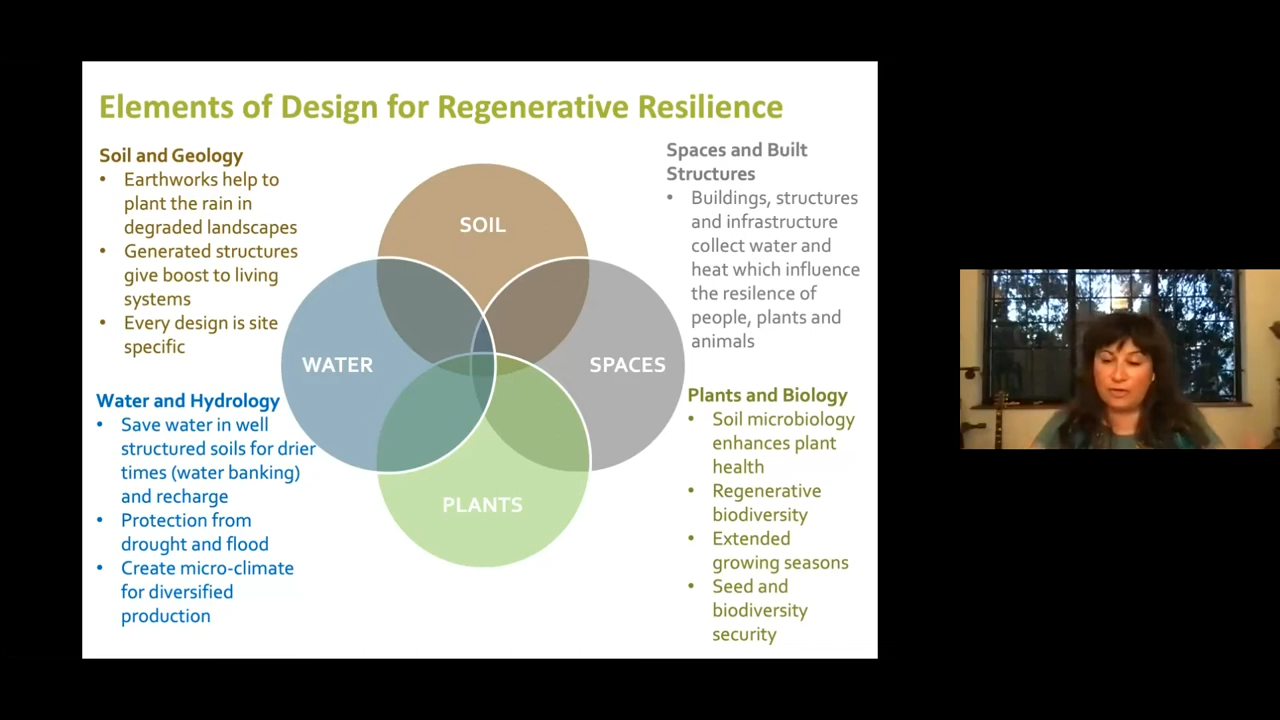 Elements of Design for Regenerative Resilience
Soil and Geology
• Earthworks help to
plant the rain in
degraded landscapes
• Generated structures
give boost to living
systems
• Every design is site
specific
Water and Hydrology
• Save water in well
structured soils for drier
times (water banking)
and recharge
• Protection from
drought and flood
• Create micro-climate
for diversified
production
SOIL
WATER
SPACES
PLANTS
Spaces and Built
Structures
• Buildings, structures
and infrastructure
collect water and
heat which influence
the resilence of
people, plants and
animals
Plants and Biology
• Soil microbiology
enhances plant
health
• Regenerative
biodiversity
• Extended
growing seasons
• Seed and
biodiversity
security